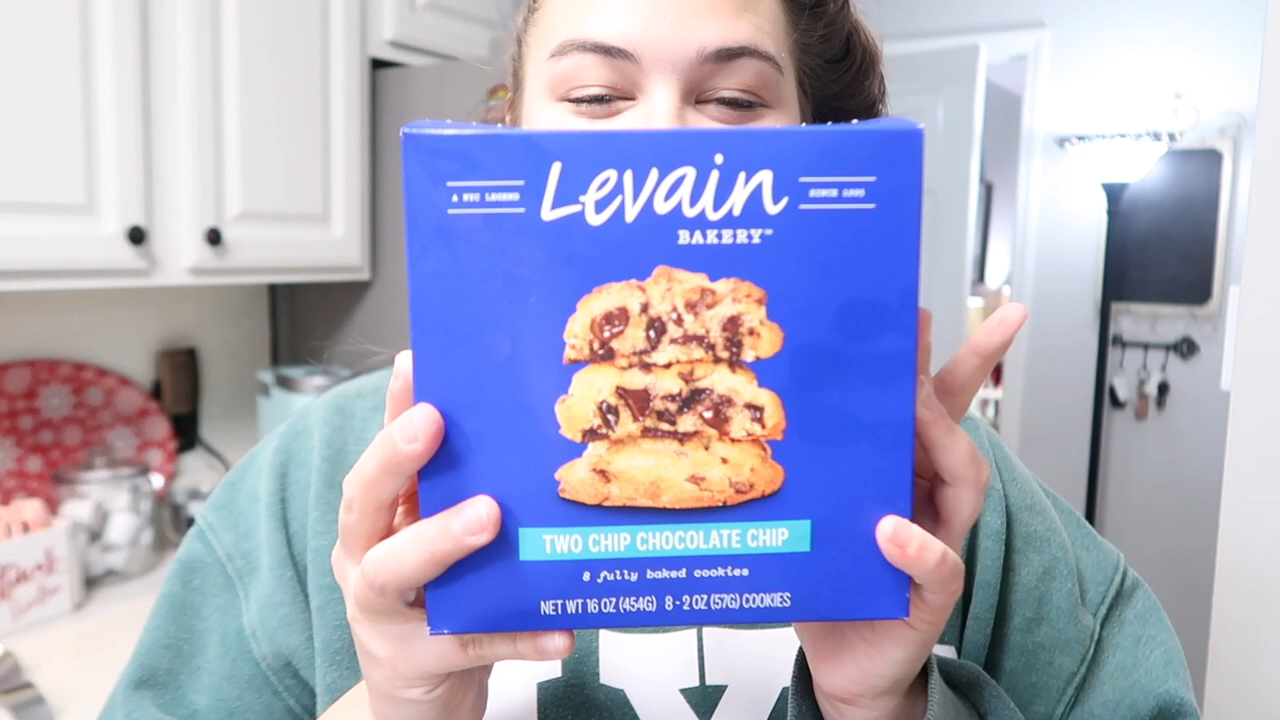 Levain
A NYC LEGEND
SINCE 1995
BAKERY™
TWO CHIP CHOCOLATE CHIP
8 fully baked cookies
NET WT 16 OZ (454G) 8 - 2 OZ (57G) COOKIES